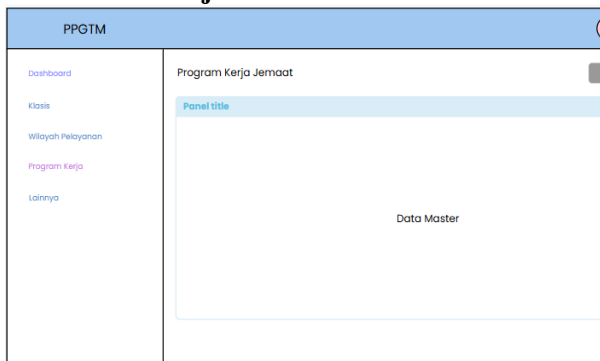 PPGTM
Dashboard
Klasis
Wilayah Pelayanan
Program Kerja
Lainnya
Program Kerja Jemaat
Panel title
Data Master